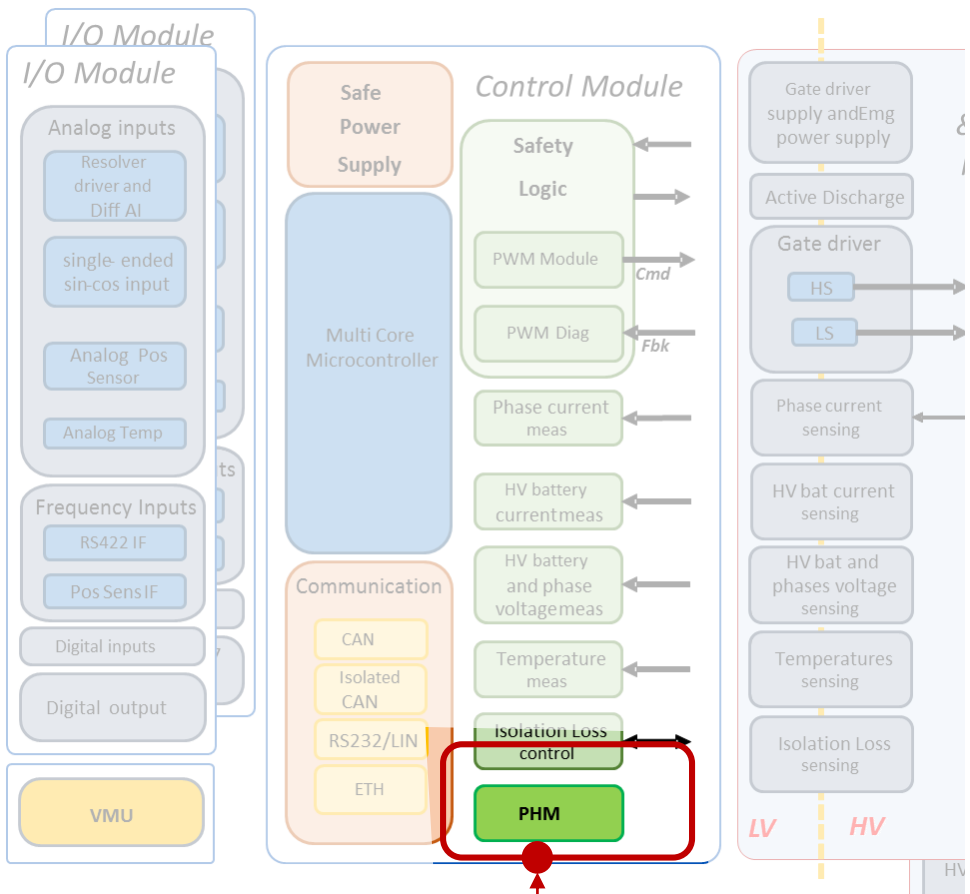 I/O Module
I/O Module
Analog inputs
Resolver
driver and
Diff AI
single- ended
sin-cos input
Analog Pos
Sensor
Analog Temp
ts
Frequency Inputs
RS422 IF
Pos Sens IF
Digital inputs
Digital output
VMU
Control Module
Safe
Power
Supply
Multi Core
Microcontroller
Communication
CAN
Isolated
CAN
RS232/LIN
ETH
Safety
Logic
PWM Module
Cmd
PWM Diag
Fbk
Phase current
meas
HV battery
current meas
HV battery
and phase
voltage meas
Temperature
meas
Isolation Loss
control
PHM
Gate driver
supply andEmg
power supply
&
Active Discharge
Gate driver
HS
LS
Phase current
sensing
HV bat current
sensing
HV bat and
phases voltage
sensing
Temperatures
sensing
Isolation Loss
sensing
LV
HV
HV